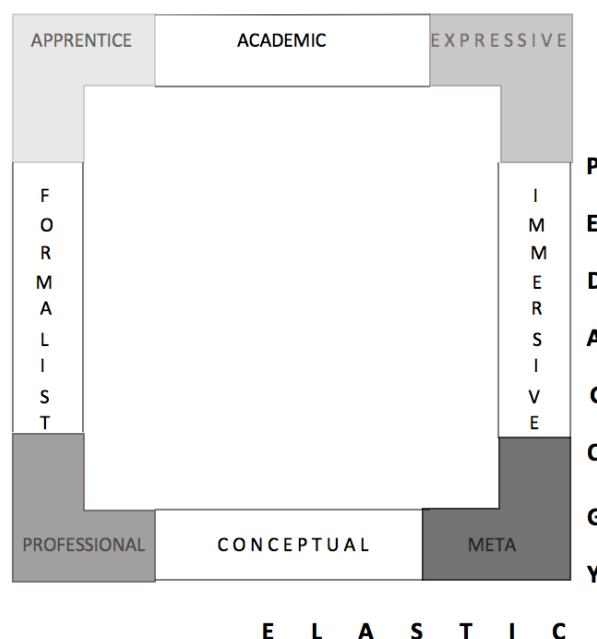 APPRENTICE
ACADEMIC
EXPRESSIVE
FORMALIST
IMMERSIVE
PEDAGOGY
PROFESSIONAL
CONCEPTUAL
META
ELASTIC